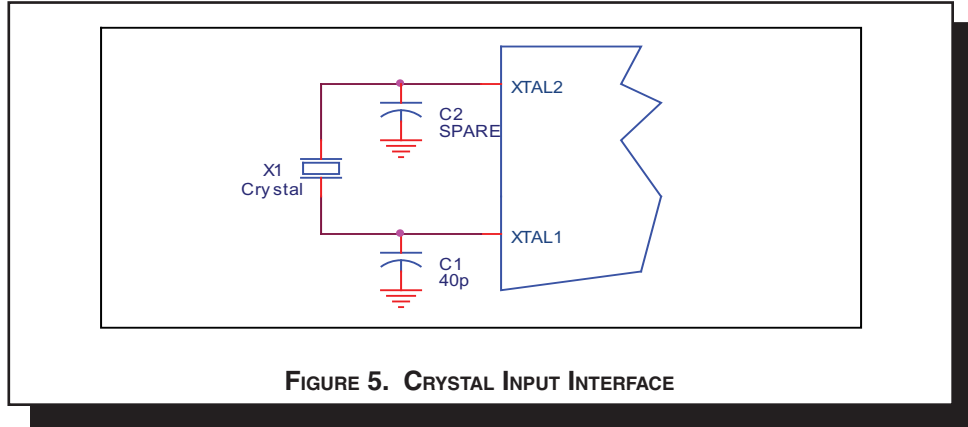 XTAL2
C2
SPARE
X1
Crystal
XTAL1
C1
40p
FIGURE 5. CRYSTAL INPUT INTERFACE